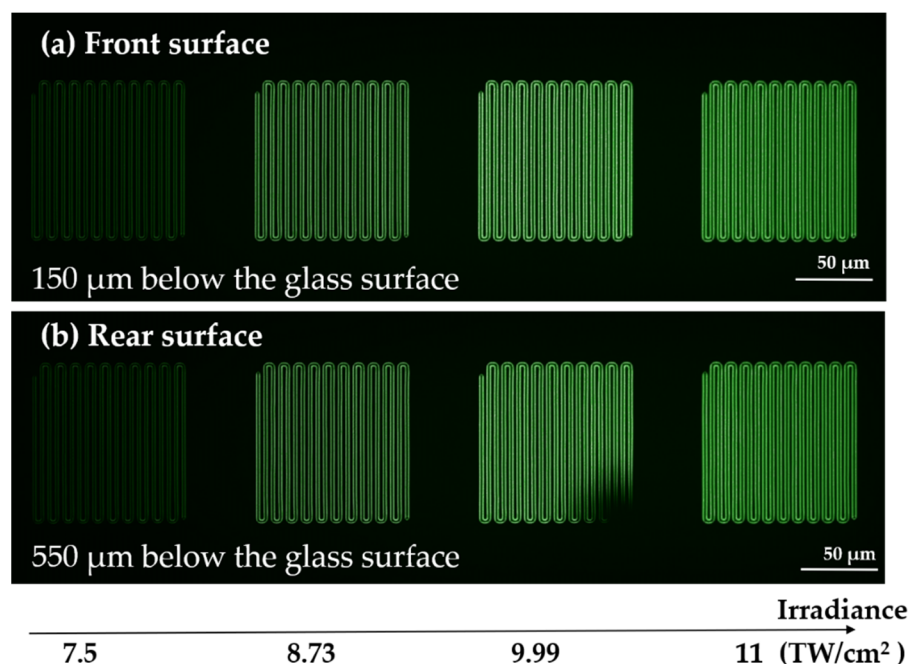 (a) Front surface
150 μm below the glass surface
50 μm
(b) Rear surface
550 μm below the glass surface
50 μm
Irradiance
7.5 8.73 9.99 11 (TW/cm² )